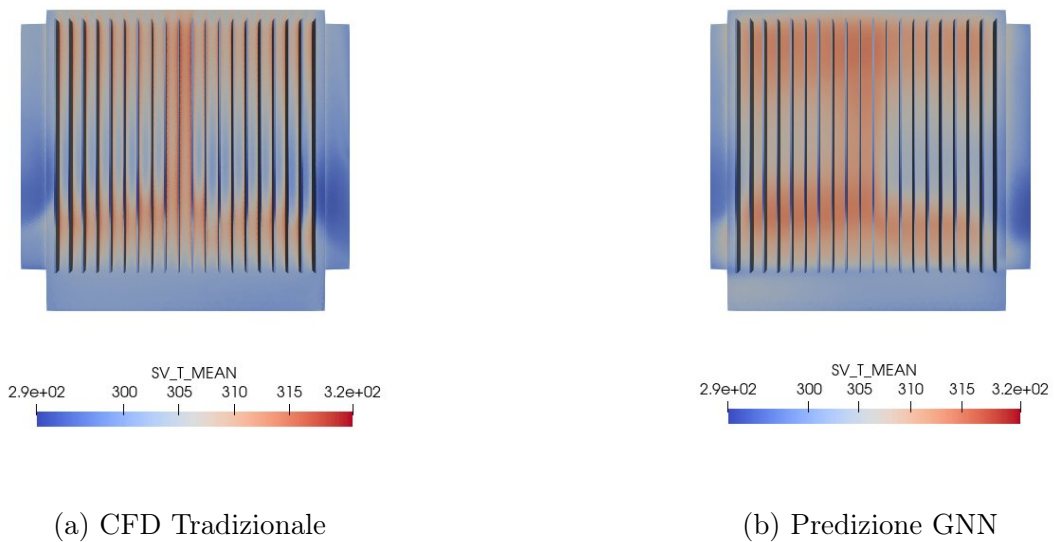 SV_T_MEAN
2.9e+02 300 305 310 315 3.2e+02
(a) CFD Tradizionale
SV_T_MEAN
2.9e+02 300 305 310 315 3.2e+02
(b) Predizione GNN